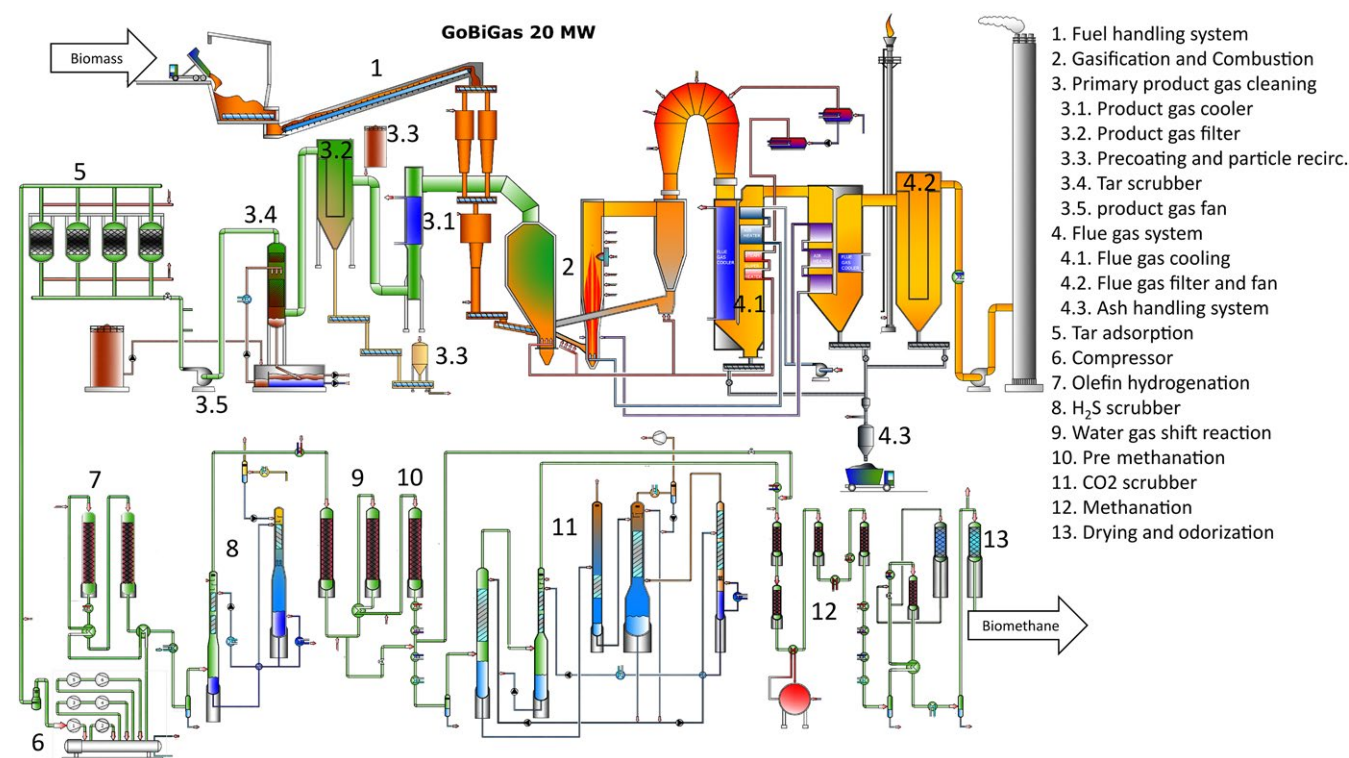 GoBiGas 20 MW
Biomass
1
3.3
3.2
5
3.4
3.1
2
4.2
FLUE GAS COOLER
4.1
FLUE GAS COOLER
3.3
3.5
4.3
7
8
9
10
11
12
13
6
Biomethane
1. Fuel handling system
2. Gasification and Combustion
3. Primary product gas cleaning
3.1. Product gas cooler
3.2. Product gas filter
3.3. Precoating and particle recirc.
3.4. Tar scrubber
3.5. product gas fan
4. Flue gas system
4.1. Flue gas cooling
4.2. Flue gas filter and fan
4.3. Ash handling system
5. Tar adsorption
6. Compressor
7. Olefin hydrogenation
8. H₂S scrubber
9. Water gas shift reaction
10. Pre methanation
11. CO2 scrubber
12. Methanation
13. Drying and odorization